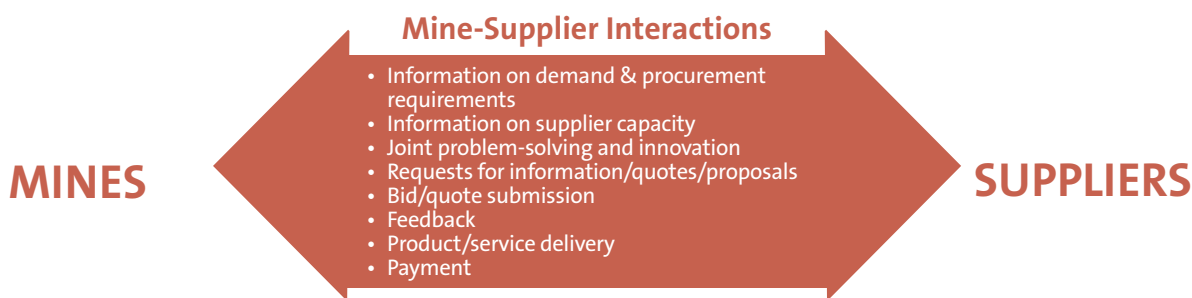 Mine-Supplier Interactions
• Information on demand & procurement
requirements
• Information on supplier capacity
• Joint problem-solving and innovation
• Requests for information/quotes/proposals
• Bid/quote submission
• Feedback
• Product/service delivery
• Payment
MINES
SUPPLIERS